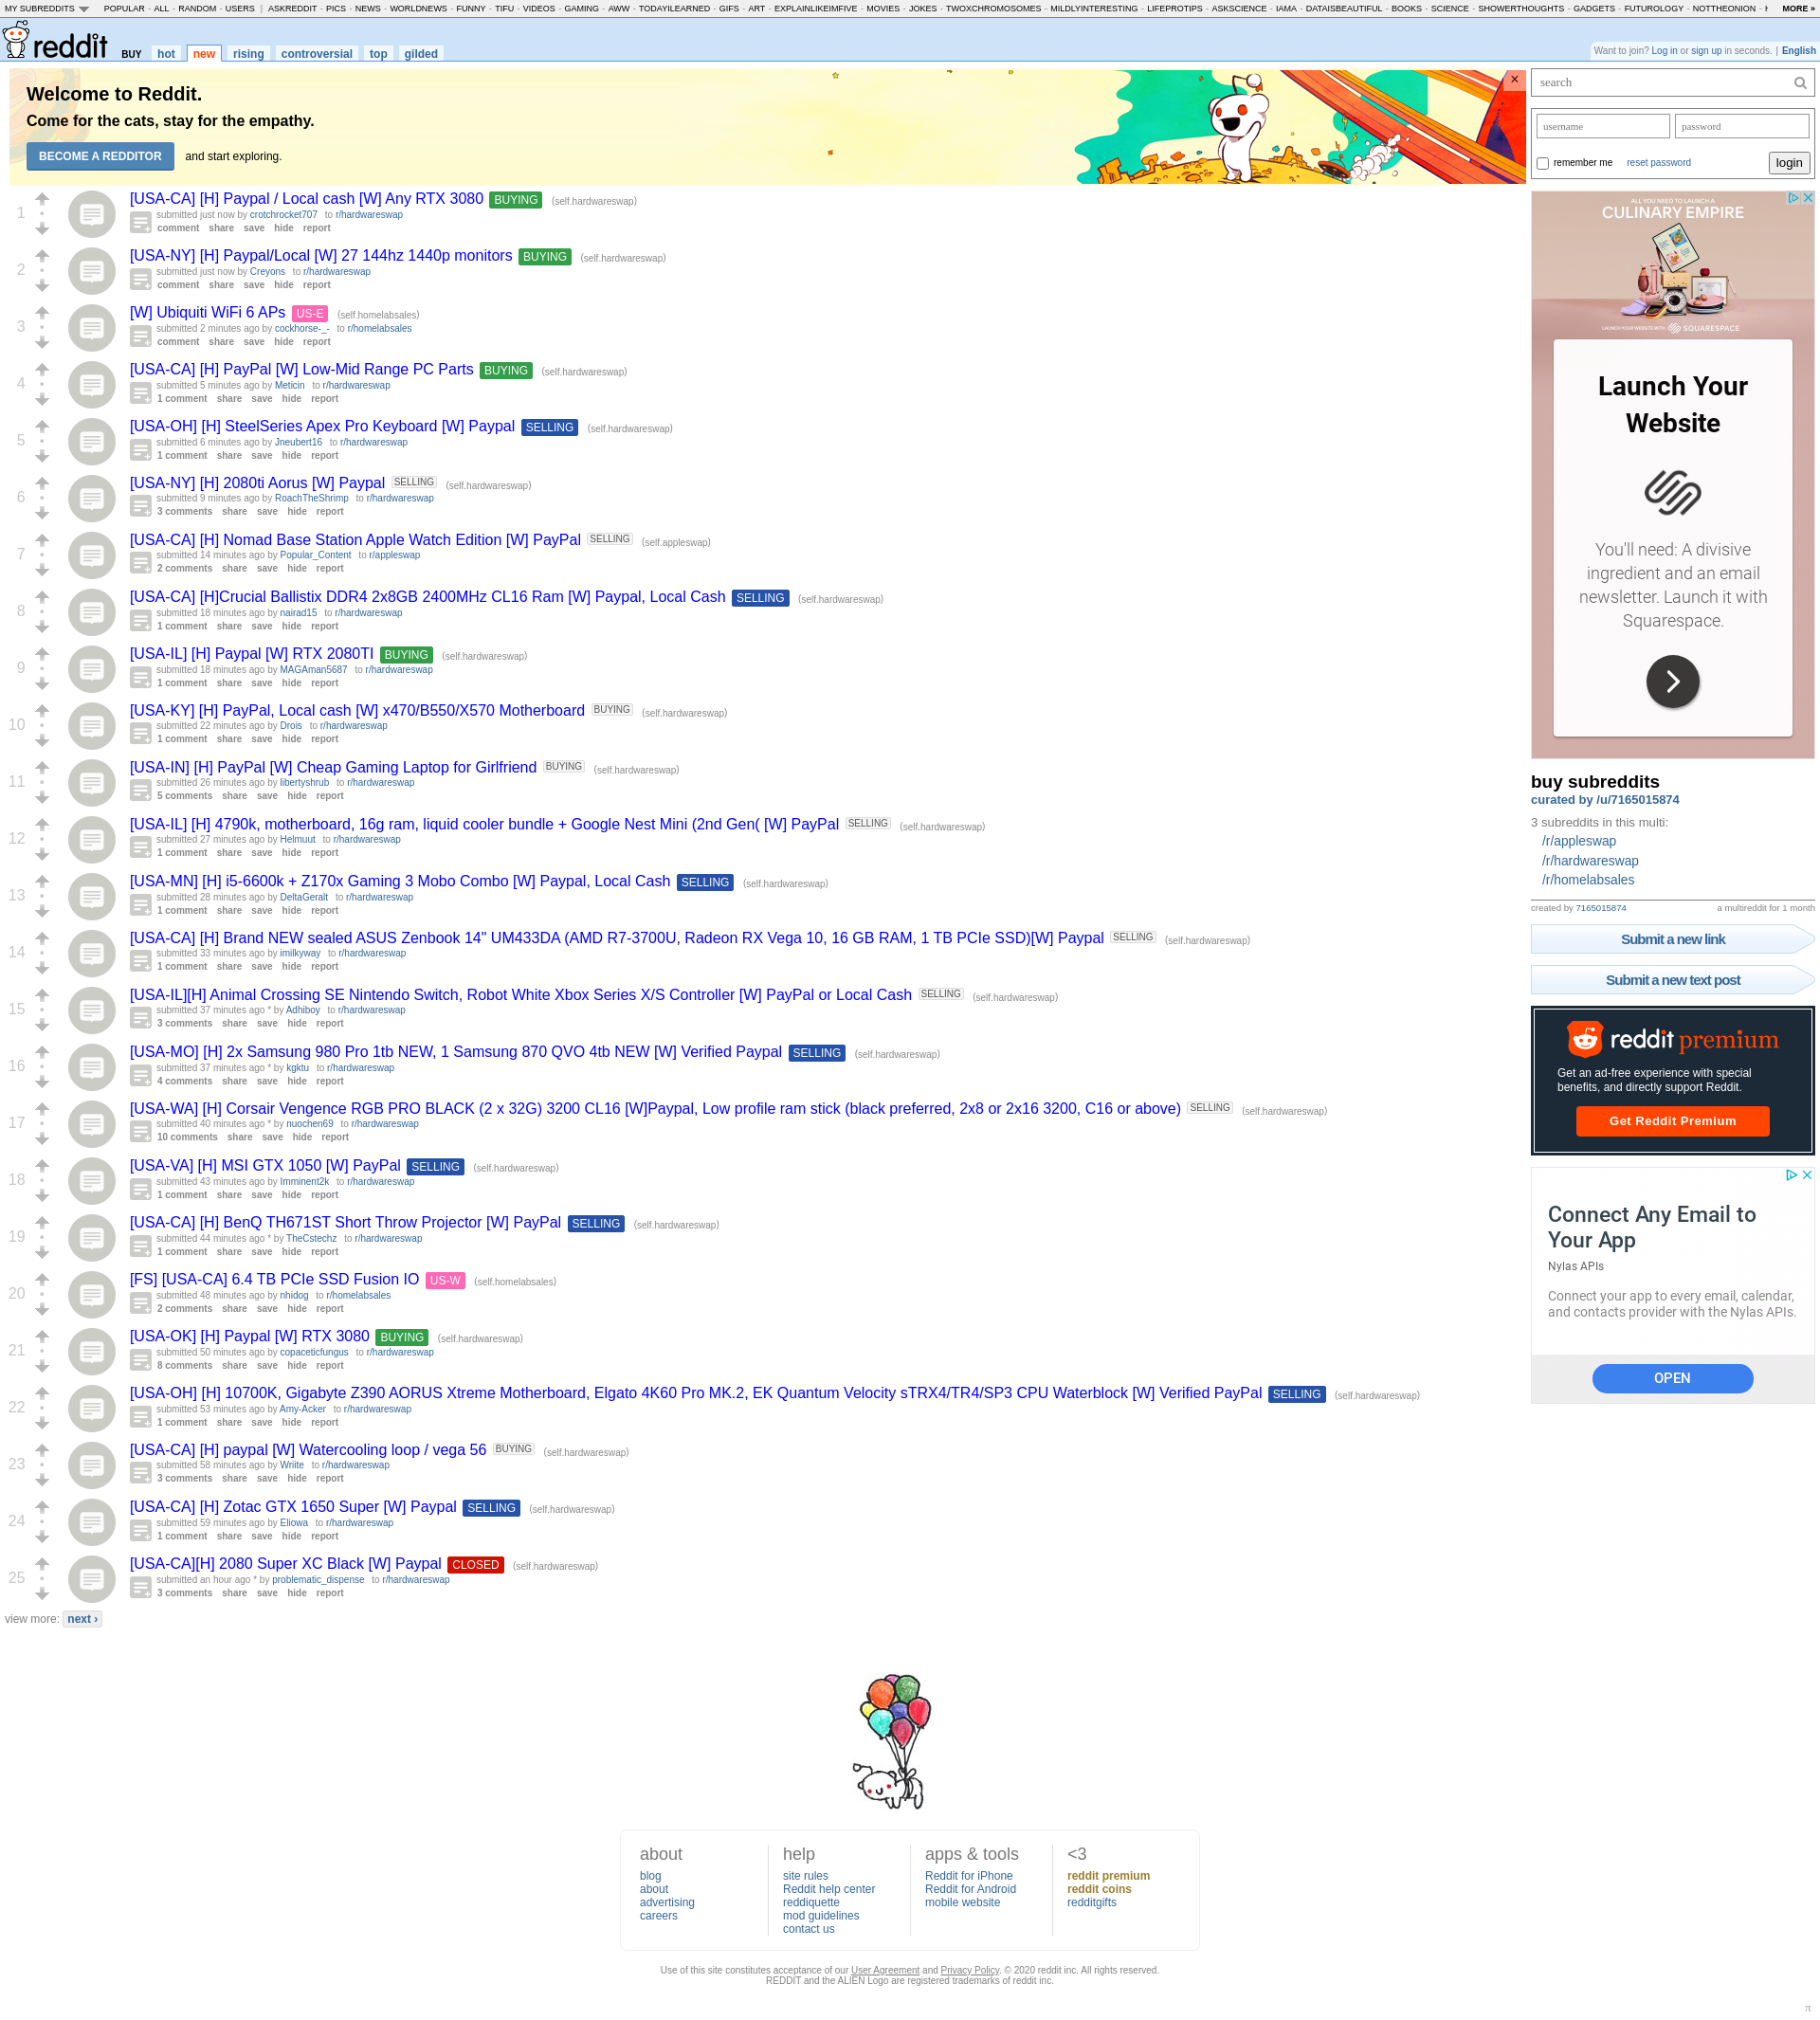 MY SUBREDDITS POPULAR - ALL - RANDOM - USERS | ASKREDDIT - PICS - NEWS - WORLDNEWS - FUNNY - TIFU - VIDEOS - GAMING - AWW - TODAYILEARNED - GIFS - ART - EXPLAINLIKEIMFIVE - MOVIES - JOKES - TWOXCHROMOSOMES - MILDLYINTERESTING - LIFEPROTIPS - ASKSCIENCE - IAMA - DATAISBEAUTIFUL - BOOKS - SCIENCE - SHOWERTHOUGHTS - GADGETS - FUTUROLOGY - NOTTHEONION - MORE »
reddit BUY hot new rising controversial top gilded
Want to join? Log in or sign up in seconds. | English
Welcome to Reddit.
Come for the cats, stay for the empathy.
BECOME A REDDITOR and start exploring.
1
[USA-CA] [H] Paypal / Local cash [W] Any RTX 3080 BUYING (self.hardwareswap)
submitted just now by crotchrocket707 to r/hardwareswap
comment share save hide report
2
[USA-NY] [H] Paypal/Local [W] 27 144hz 1440p monitors BUYING (self.hardwareswap)
submitted just now by Creyons to r/hardwareswap
comment share save hide report
3
[W] Ubiquiti WiFi 6 APs US-E (self.homelabsales)
submitted 2 minutes ago by cockhorse-_- to r/homelabsales
comment share save hide report
4
[USA-CA] [H] PayPal [W] Low-Mid Range PC Parts BUYING (self.hardwareswap)
submitted 5 minutes ago by Meticin to r/hardwareswap
1 comment share save hide report
5
[USA-OH] [H] SteelSeries Apex Pro Keyboard [W] Paypal SELLING (self.hardwareswap)
submitted 6 minutes ago by Jneubert16 to r/hardwareswap
1 comment share save hide report
6
[USA-NY] [H] 2080ti Aorus [W] Paypal SELLING (self.hardwareswap)
submitted 9 minutes ago by RoachTheShrimp to r/hardwareswap
3 comments share save hide report
7
[USA-CA] [H] Nomad Base Station Apple Watch Edition [W] PayPal SELLING (self.appleswap)
submitted 14 minutes ago by Popular_Content to r/appleswap
2 comments share save hide report
8
[USA-CA] [H]Crucial Ballistix DDR4 2x8GB 2400MHz CL16 Ram [W] Paypal, Local Cash SELLING (self.hardwareswap)
submitted 18 minutes ago by nairad15 to r/hardwareswap
1 comment share save hide report
9
[USA-IL] [H] Paypal [W] RTX 2080TI BUYING (self.hardwareswap)
submitted 18 minutes ago by MAGAman5687 to r/hardwareswap
1 comment share save hide report
10
[USA-KY] [H] PayPal, Local cash [W] x470/B550/X570 Motherboard BUYING (self.hardwareswap)
submitted 22 minutes ago by Drois to r/hardwareswap
1 comment share save hide report
11
[USA-IN] [H] PayPal [W] Cheap Gaming Laptop for Girlfriend BUYING (self.hardwareswap)
submitted 26 minutes ago by libertyshrub to r/hardwareswap
5 comments share save hide report
12
[USA-IL] [H] 4790k, motherboard, 16g ram, liquid cooler bundle + Google Nest Mini (2nd Gen( [W] PayPal SELLING (self.hardwareswap)
submitted 27 minutes ago by Helmuut to r/hardwareswap
1 comment share save hide report
13
[USA-MN] [H] i5-6600k + Z170x Gaming 3 Mobo Combo [W] Paypal, Local Cash SELLING (self.hardwareswap)
submitted 28 minutes ago by DeltaGeralt to r/hardwareswap
1 comment share save hide report
14
[USA-CA] [H] Brand NEW sealed ASUS Zenbook 14” UM433DA (AMD R7-3700U, Radeon RX Vega 10, 16 GB RAM, 1 TB PCIe SSD)[W] Paypal SELLING (self.hardwareswap)
submitted 33 minutes ago by imilkyway to r/hardwareswap
1 comment share save hide report
15
[USA-IL][H] Animal Crossing SE Nintendo Switch, Robot White Xbox Series X/S Controller [W] PayPal or Local Cash SELLING (self.hardwareswap)
submitted 37 minutes ago * by Adhiboy to r/hardwareswap
3 comments share save hide report
16
[USA-MO] [H] 2x Samsung 980 Pro 1tb NEW, 1 Samsung 870 QVO 4tb NEW [W] Verified Paypal SELLING (self.hardwareswap)
submitted 37 minutes ago * by kgktu to r/hardwareswap
4 comments share save hide report
17
[USA-WA] [H] Corsair Vengence RGB PRO BLACK (2 x 32G) 3200 CL16 [W]Paypal, Low profile ram stick (black preferred, 2x8 or 2x16 3200, C16 or above) SELLING (self.hardwareswap)
submitted 40 minutes ago * by nuochen69 to r/hardwareswap
10 comments share save hide report
18
[USA-VA] [H] MSI GTX 1050 [W] PayPal SELLING (self.hardwareswap)
submitted 43 minutes ago by Imminent2k to r/hardwareswap
1 comment share save hide report
19
[USA-CA] [H] BenQ TH671ST Short Throw Projector [W] PayPal SELLING (self.hardwareswap)
submitted 44 minutes ago * by TheCstechz to r/hardwareswap
1 comment share save hide report
20
[FS] [USA-CA] 6.4 TB PCIe SSD Fusion IO US-W (self.homelabsales)
submitted 48 minutes ago by nhidog to r/homelabsales
2 comments share save hide report
21
[USA-OK] [H] Paypal [W] RTX 3080 BUYING (self.hardwareswap)
submitted 50 minutes ago by copaceticfungus to r/hardwareswap
8 comments share save hide report
22
[USA-OH] [H] 10700K, Gigabyte Z390 AORUS Xtreme Motherboard, Elgato 4K60 Pro MK.2, EK Quantum Velocity sTRX4/TR4/SP3 CPU Waterblock [W] Verified PayPal SELLING (self.hardwareswap)
submitted 53 minutes ago by Amy-Acker to r/hardwareswap
1 comment share save hide report
23
[USA-CA] [H] paypal [W] Watercooling loop / vega 56 BUYING (self.hardwareswap)
submitted 58 minutes ago by Wriite to r/hardwareswap
3 comments share save hide report
24
[USA-CA] [H] Zotac GTX 1650 Super [W] Paypal SELLING (self.hardwareswap)
submitted 59 minutes ago by Eliowa to r/hardwareswap
1 comment share save hide report
25
[USA-CA][H] 2080 Super XC Black [W] Paypal CLOSED (self.hardwareswap)
submitted an hour ago * by problematic_dispense to r/hardwareswap
3 comments share save hide report
view more: next ›
search
username password
remember me reset password login
ALL YOU NEED TO LAUNCH A
CULINARY EMPIRE
LAUNCH YOUR WEBSITE WITH SQUARESPACE
Launch Your
Website
You'll need: A divisive
ingredient and an email
newsletter. Launch it with
Squarespace.
buy subreddits
curated by /u/7165015874
3 subreddits in this multi:
/r/appleswap
/r/hardwareswap
/r/homelabsales
created by 7165015874 a multireddit for 1 month
Submit a new link
Submit a new text post
reddit premium
Get an ad-free experience with special
benefits, and directly support Reddit.
Get Reddit Premium
Connect Any Email to
Your App
Nylas APIs
Connect your app to every email, calendar,
and contacts provider with the Nylas APIs.
OPEN
about
blog
about
advertising
careers
help
site rules
Reddit help center
reddiquette
mod guidelines
contact us
apps & tools
Reddit for iPhone
Reddit for Android
mobile website
<3
reddit premium
reddit coins
redditgifts
Use of this site constitutes acceptance of our User Agreement and Privacy Policy. © 2020 reddit inc. All rights reserved.
REDDIT and the ALIEN Logo are registered trademarks of reddit inc.
π